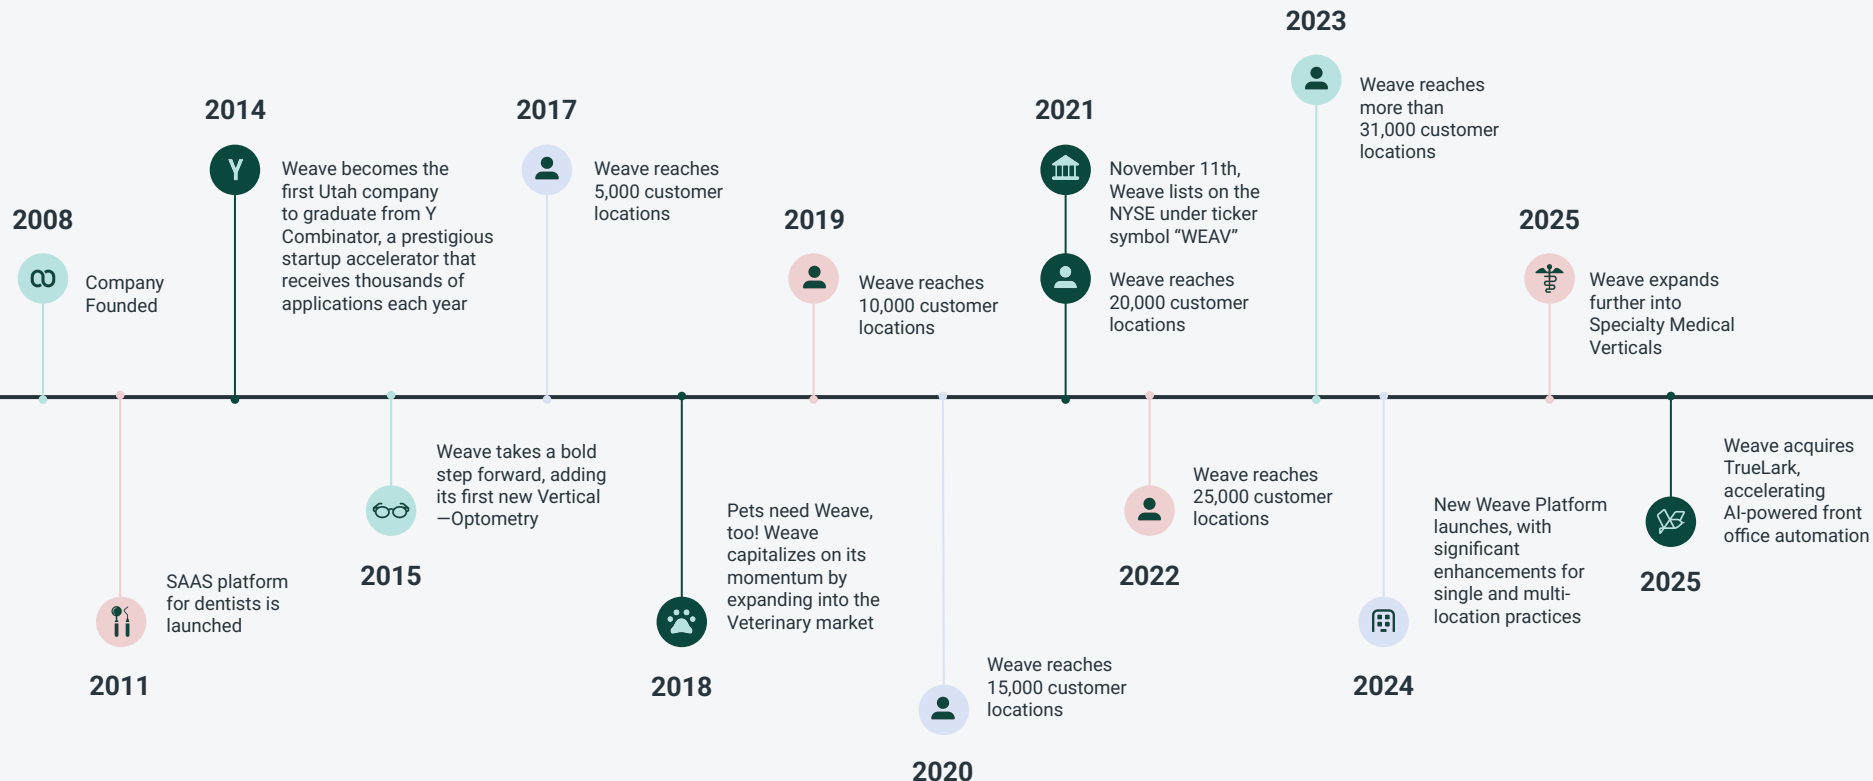 2008
Company
Founded
SAAS platform
for dentists is
launched
2011
2014
Y
Weave becomes the
first Utah company
to graduate from Y
Combinator, a prestigious
startup accelerator that
receives thousands of
applications each year
Weave takes a bold
step forward, adding
its first new Vertical
—Optometry
2015
2017
Weave reaches
5,000 customer
locations
Pets need Weave,
too! Weave
capitalizes on its
momentum by
expanding into the
Veterinary market
2018
2019
Weave reaches
10,000 customer
locations
Weave reaches
15,000 customer
locations
2020
2021
November 11th,
Weave lists on the
NYSE under ticker
symbol “WEAV”
Weave reaches
20,000 customer
locations
Weave reaches
25,000 customer
locations
2022
2023
Weave reaches
more than
31,000 customer
locations
New Weave Platform
launches, with
significant
enhancements for
single and multi-
location practices
2024
2025
Weave expands
further into
Specialty Medical
Verticals
Weave acquires
TrueLark,
accelerating
AI-powered front
office automation
2025